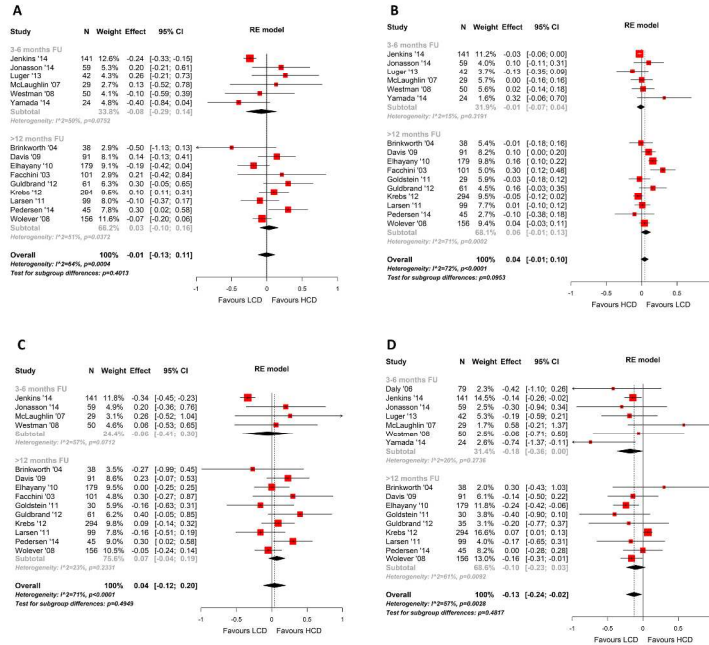 A
RE model
Study N Weight Effect 95% CI
3-6 months FU
Jenkins '14 141 12.6% -0.24 [-0.33; -0.15]
Jonasson '14 59 5.3% 0.20 [-0.21; 0.61]
Luger '13 42 4.3% 0.26 [-0.23; 0.75]
McLaughlin '07 29 2.7% 0.13 [-0.52; 0.78]
Westman '08 50 4.1% -0.10 [-0.59; 0.39]
Yamada '14 24 4.8% -0.40 [-0.84; 0.04]
Subtotal 33.8% -0.08 [-0.29; 0.14]
Heterogeneity: I^2=50%, p=0.0792
>12 months FU
Brinkworth '04 38 2.9% -0.50 [-1.13; 0.13]
Davis '09 91 8.1% 0.14 [-0.13; 0.41]
Elhayany '10 179 9.1% -0.19 [-0.42; 0.04]
Facchini '03 101 2.9% 0.21 [-0.42; 0.84]
Guldbrand '12 61 6.3% 0.30 [-0.05; 0.65]
Krebs '12 294 9.6% 0.10 [-0.11; 0.31]
Larsen '11 99 8.0% -0.10 [-0.37; 0.17]
Pedersen '14 45 7.7% 0.30 [0.02; 0.58]
Wolever '08 156 11.6% -0.07 [-0.20; 0.06]
Subtotal 66.2% 0.03 [-0.10; 0.16]
Heterogeneity: I^2=51%, p=0.0372
Overall 100% -0.01 [-0.13; 0.11]
Heterogeneity: I^2=64%, p=0.0004
Test for subgroup differences: p=0.4013
-1 -0.5 0 0.5 1
Favours LCD Favours HCD
B
RE model
Study N Weight Effect 95% CI
3-6 months FU
Jenkins '14 141 11.2% -0.03 [-0.06; 0.00]
Jonasson '14 59 4.0% 0.10 [-0.11; 0.31]
Luger '13 42 3.7% -0.13 [-0.35; 0.09]
McLaughlin '07 29 5.7% 0.00 [-0.16; 0.16]
Westman '08 50 5.6% 0.02 [-0.14; 0.18]
Yamada '14 24 1.6% 0.32 [-0.06; 0.70]
Subtotal 31.9% -0.01 [-0.07; 0.04]
Heterogeneity: I^2=15%, p=0.3191
>12 months FU
Brinkworth '04 38 5.4% -0.01 [-0.18; 0.16]
Davis '09 91 8.2% 0.10 [0.00; 0.20]
Elhayany '10 179 9.6% 0.16 [0.10; 0.22]
Facchini '03 101 5.0% 0.30 [0.12; 0.48]
Goldstein '11 29 5.9% -0.03 [-0.18; 0.12]
Guldbrand '12 61 4.5% 0.16 [-0.03; 0.35]
Krebs '12 294 9.5% -0.05 [-0.12; 0.02]
Larsen '11 99 7.8% 0.01 [-0.10; 0.12]
Pedersen '14 45 2.7% -0.10 [-0.38; 0.18]
Wolever '08 156 9.4% 0.04 [-0.03; 0.11]
Subtotal 68.1% 0.06 [-0.01; 0.13]
Heterogeneity: I^2=71%, p=0.0002
Overall 100% 0.04 [-0.01; 0.10]
Heterogeneity: I^2=72%, p<0.0001
Test for subgroup differences: p=0.0953
-1 -0.5 0 0.5
Favours HCD Favours LCD
C
RE model
Study N Weight Effect 95% CI
3-6 months FU
Jenkins '14 141 11.8% -0.34 [-0.45; -0.23]
Jonasson '14 59 4.9% 0.20 [-0.36; 0.76]
McLaughlin '07 29 3.1% 0.26 [-0.52; 1.04]
Westman '08 50 4.6% 0.06 [-0.53; 0.65]
Subtotal 24.4% -0.06 [-0.41; 0.30]
Heterogeneity: I^2=57%, p=0.0712
>12 months FU
Brinkworth '04 38 3.5% -0.27 [-0.99; 0.45]
Davis '09 91 8.6% 0.23 [-0.07; 0.53]
Elhayany '10 179 9.5% 0.00 [-0.25; 0.25]
Facchini '03 101 4.8% 0.30 [-0.27; 0.87]
Goldstein '11 30 5.9% -0.16 [-0.63; 0.31]
Guldbrand '12 61 6.3% 0.40 [-0.05; 0.85]
Krebs '12 294 9.8% 0.09 [-0.14; 0.32]
Larsen '11 99 7.8% -0.16 [-0.51; 0.19]
Pedersen '14 45 9.0% 0.30 [0.02; 0.58]
Wolever '08 156 10.5% -0.05 [-0.24; 0.14]
Subtotal 75.6% 0.07 [-0.04; 0.19]
Heterogeneity: I^2=23%, p=0.2331
Overall 100% 0.04 [-0.12; 0.20]
Heterogeneity: I^2=71%, p<0.0001
Test for subgroup differences: p=0.4949
-1 -0.5 0 0.5 1
Favours LCD Favours HCD
D
RE model
Study N Weight Effect 95% CI
3-6 months FU
Daly '06 79 2.3% -0.42 [-1.10; 0.26]
Jenkins '14 141 14.5% -0.14 [-0.26; -0.02]
Jonasson '14 59 2.5% -0.30 [-0.94; 0.34]
Luger '13 42 5.3% -0.19 [-0.59; 0.21]
McLaughlin '07 29 1.7% 0.58 [-0.21; 1.37]
Westman '06 50 2.6% -0.06 [-0.71; 0.59]
Yamada '14 24 2.6% -0.74 [-1.37; -0.11]
Subtotal 31.4% -0.18 [-0.36; 0.00]
Heterogeneity: I^2=20%, p=0.2736
>12 months FU
Brinkworth '04 38 2.0% 0.30 [-0.43; 1.03]
Davis '09 91 6.1% -0.14 [-0.50; 0.22]
Elhayany '10 179 11.8% -0.24 [-0.42; -0.06]
Goldstein '11 30 3.8% -0.40 [-0.90; 0.10]
Guldbrand '12 35 3.1% -0.20 [-0.77; 0.37]
Krebs '12 294 16.6% 0.07 [0.01; 0.13]
Larsen '11 99 4.0% -0.17 [-0.65; 0.31]
Pedersen '14 45 8.2% 0.00 [-0.28; 0.28]
Wolever '08 156 13.0% -0.16 [-0.31; -0.01]
Subtotal 68.6% -0.10 [-0.23; 0.03]
Heterogeneity: I^2=61%, p=0.0092
Overall 100% -0.13 [-0.24; -0.02]
Heterogeneity: I^2=57%, p=0.0028
Test for subgroup differences: p=0.4817
-1 -0.5 0 0.5
Favours LCD Favours HCD